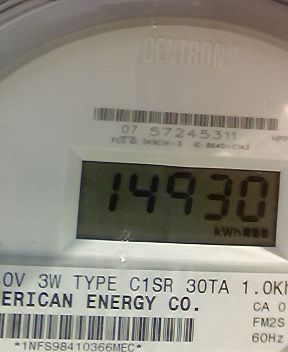 CENTRON
07 57245311
14930
kWh
0V 3W TYPE C1SR 30TA 1.0Kh
ERICAN ENERGY CO.
CA 0
FM2S
60Hz
*1NFS98410366MEC*